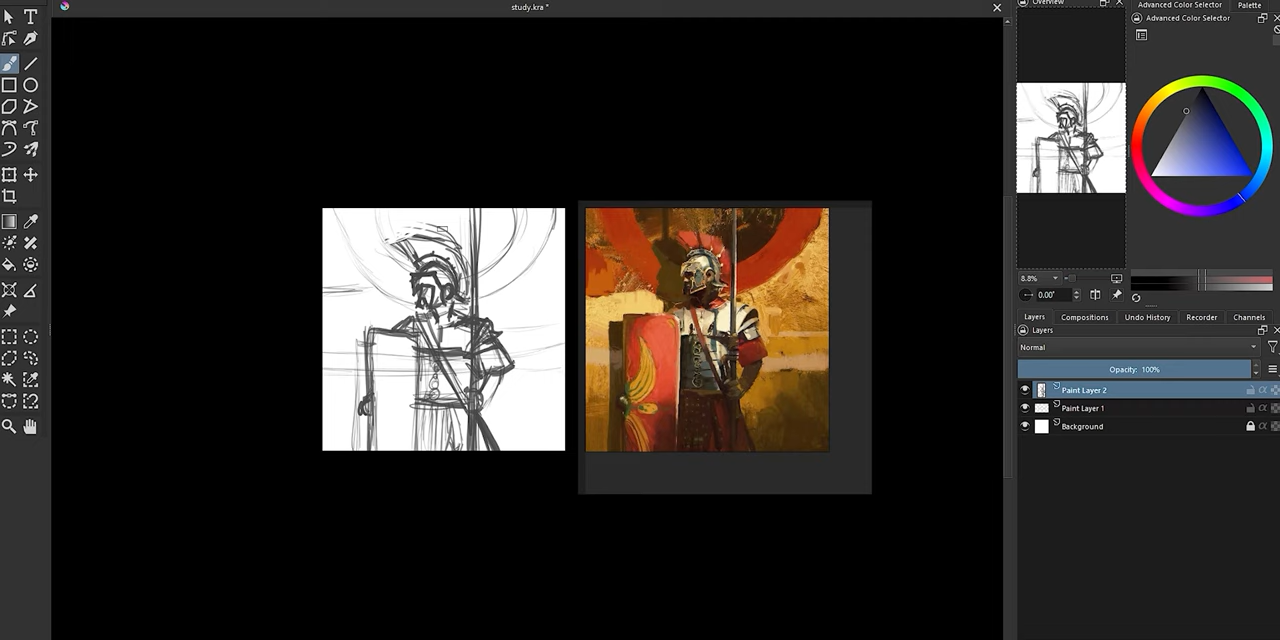 study.kra *
Overview
Advanced Color Selector
Palette
Advanced Color Selector
8.8%
0.00°
Layers
Compositions
Undo History
Recorder
Channels
Layers
Normal
Opacity: 100%
Paint Layer 2
Paint Layer 1
Background